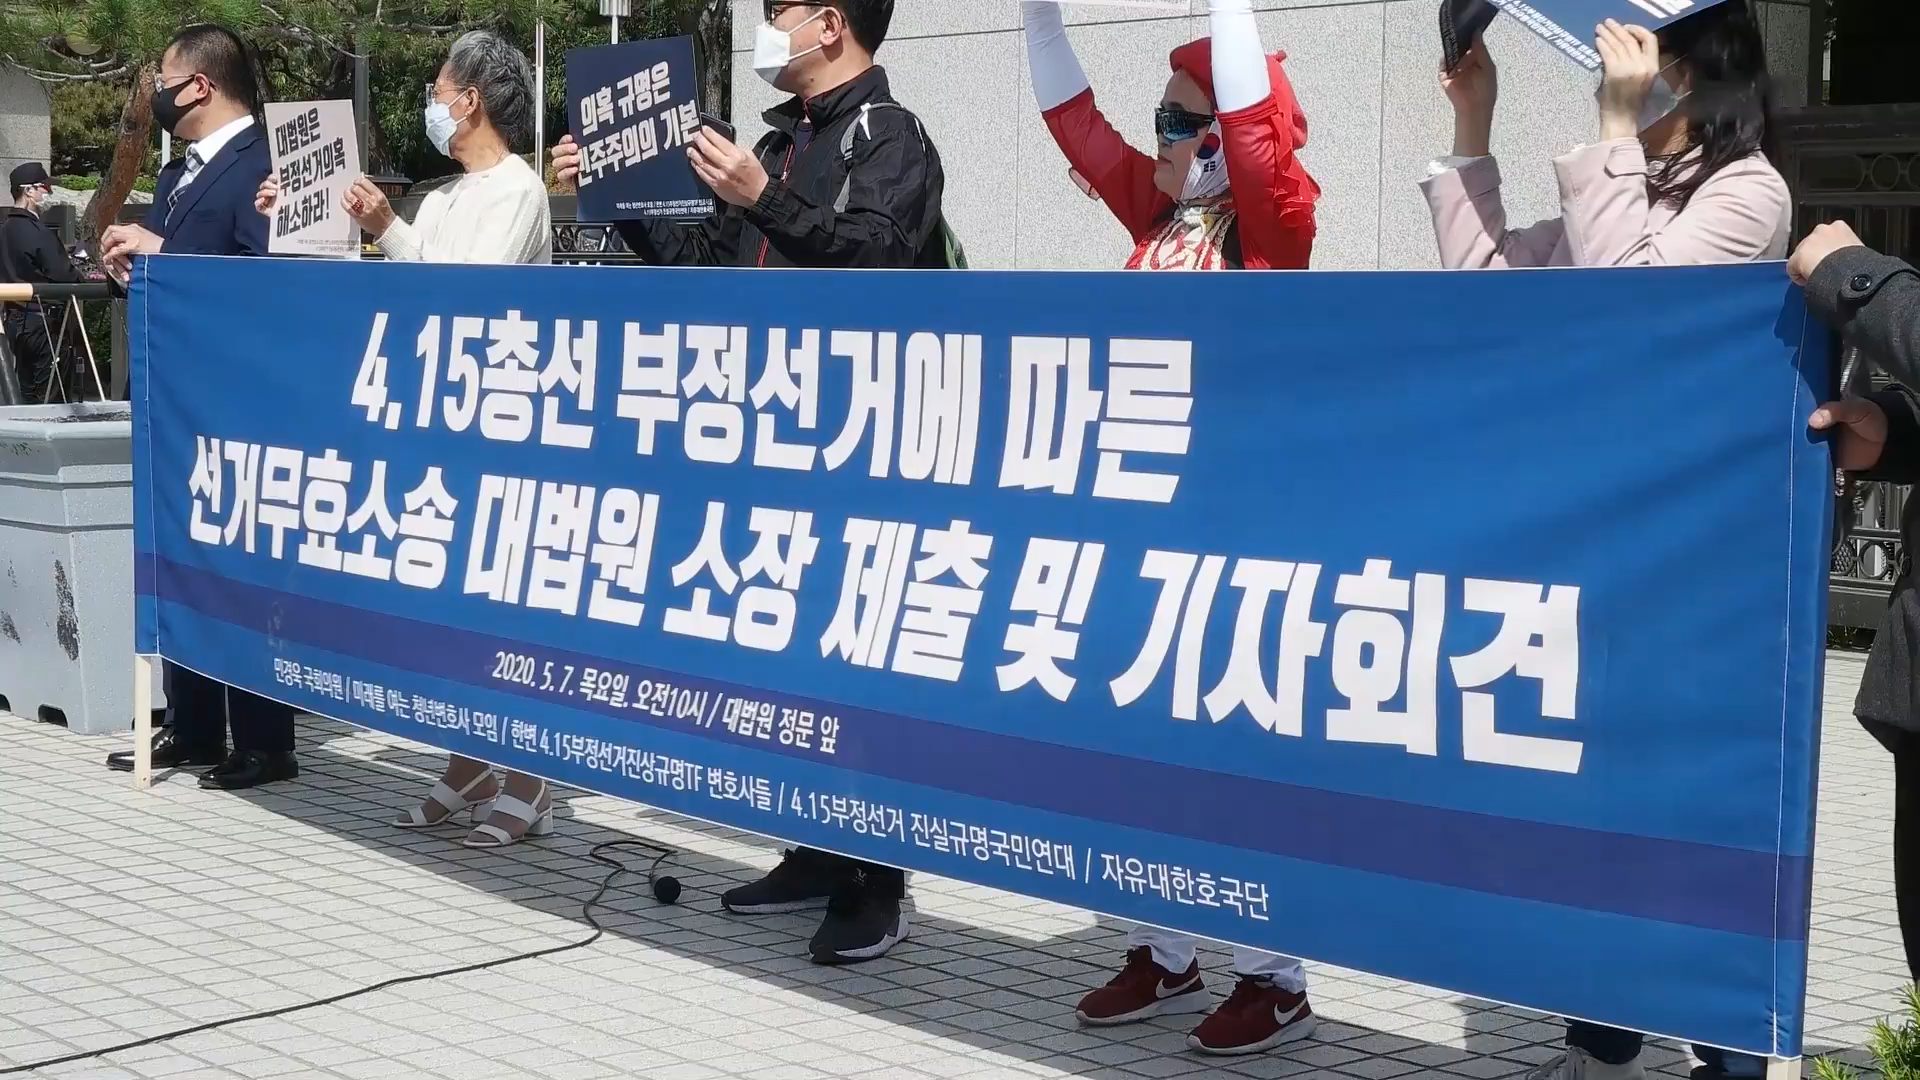 대법원은
부정선거의혹
해소하라!
의혹 규명은
민주주의의 기본
4.15총선 부정선거에 따른
선거무효소송 대법원 소장 제출 및 기자회견
2020. 5. 7. 목요일. 오전10시 / 대법원 정문 앞
민경욱 국회의원 / 미래를 여는 청년변호사 모임 / 한변 4.15부정선거진상규명TF 변호사들 / 4.15부정선거 진실규명국민연대 / 자유대한호국단